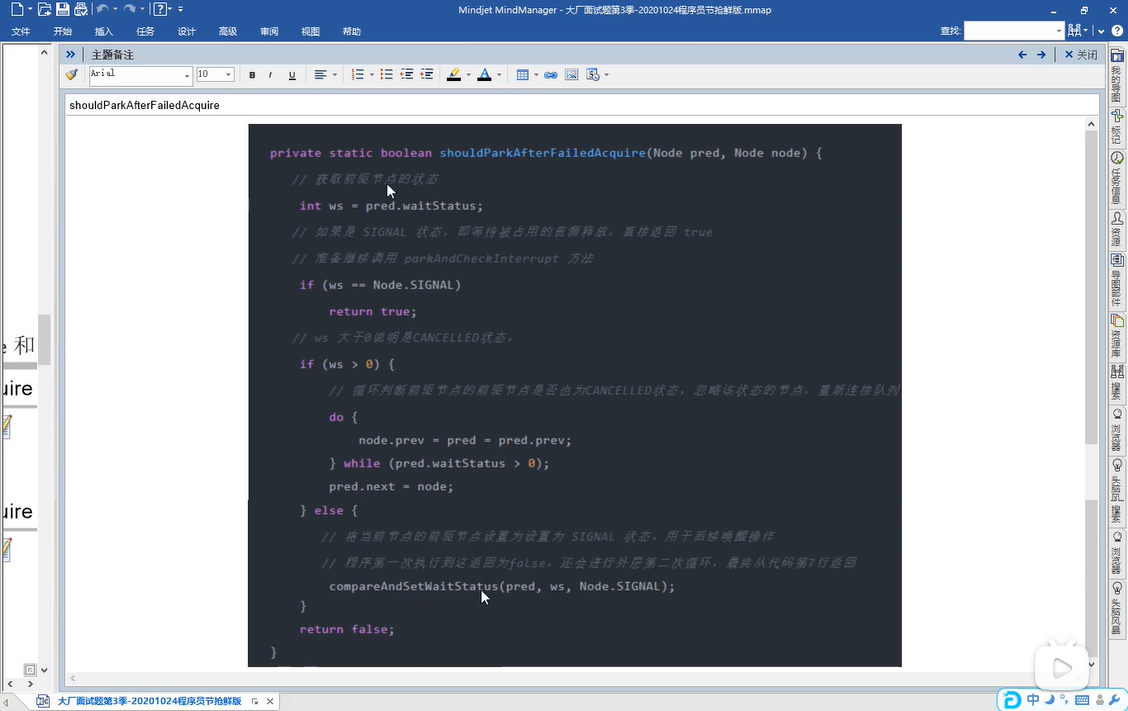 Mindjet MindManager - 大厂面试题第3季-20201024程序员节抢鲜版.mmap
文件 开始 插入 任务 设计 高级 审阅 视图 帮助 查找:
主题备注 关闭
Arial 10 B I U
shouldParkAfterFailedAcquire
private static boolean shouldParkAfterFailedAcquire(Node pred, Node node) {
// 获取前驱节点的状态
int ws = pred.waitStatus;
// 如果是 SIGNAL 状态，即等待被占用的资源释放，直接返回 true
// 准备继续调用 parkAndCheckInterrupt 方法
if (ws == Node.SIGNAL)
return true;
// ws 大于0说明是CANCELLED状态，
if (ws > 0) {
// 循环判断前驱节点的前驱节点是否也为CANCELLED状态，忽略该状态的节点，重新连接队列
do {
node.prev = pred = pred.prev;
} while (pred.waitStatus > 0);
pred.next = node;
} else {
// 将当前节点的前驱节点设置为设置为 SIGNAL 状态，用于后续唤醒操作
// 程序第一次执行到这返回为false，还会进行外层第二次循环，最终从代码第7行返回
compareAndSetWaitStatus(pred, ws, Node.SIGNAL);
}
return false;
}
和
uire
uire
我的导图
标记
任务信息
资源
导图部件
资源库
搜索
浏览器
头脑风
搜索
浏览器
头脑风暴
大厂面试题第3季-20201024程序员节抢鲜版
中